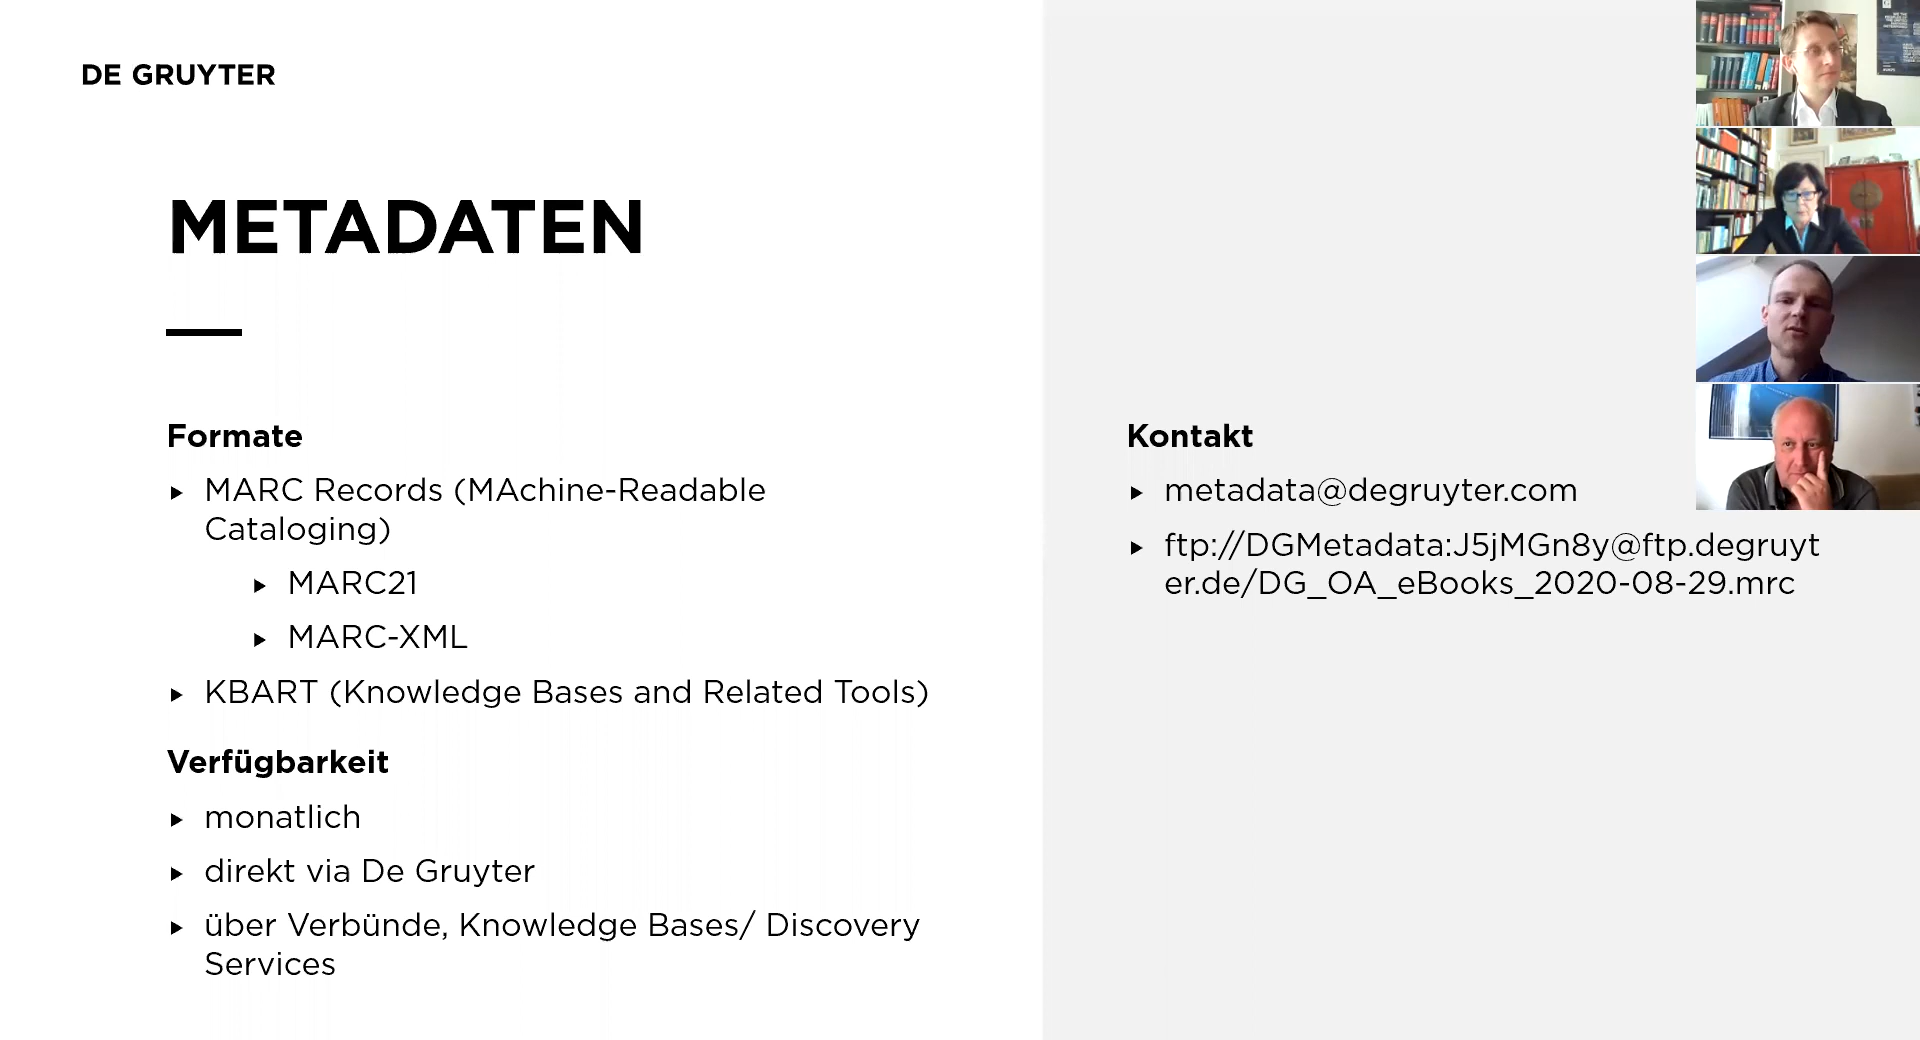 DE GRUYTER
METADATEN
Formate
▸ MARC Records (MAchine-Readable
Cataloging)
▸ MARC21
▸ MARC-XML
▸ KBART (Knowledge Bases and Related Tools)
Verfügbarkeit
▸ monatlich
▸ direkt via De Gruyter
▸ über Verbünde, Knowledge Bases/ Discovery
Services
Kontakt
▸ metadata@degruyter.com
▸ ftp://DGMetadata:J5jMGn8y@ftp.degruyt
er.de/DG_OA_eBooks_2020-08-29.mrc